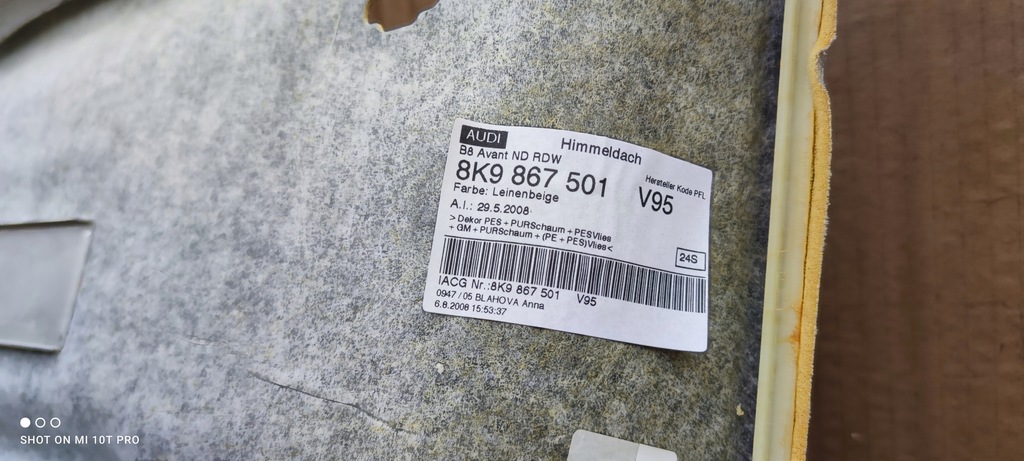 AUDI
Himmeldach
B8 Avant ND RDW
8K9 867 501
Hersteller Kode PFL
V95
Farbe: Leinenbeige
A.I.: 29.5.2008
> Dekor PES + PURSchaum + PESVlies
+ GM + PURSchaum + (PE + PES)Vlies<
24S
IACG Nr.:8K9 867 501 V95
0947 / 05 BLAHOVA Anna
6.8.2008 15:53:37
SHOT ON MI 10T PRO